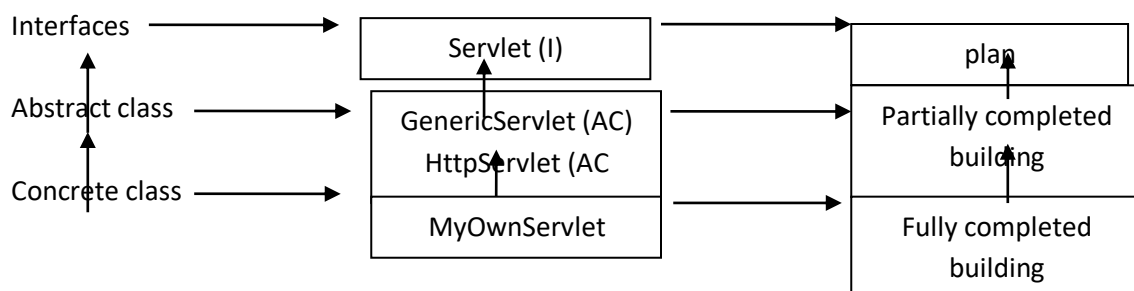 Interfaces
Servlet (I)
plan
Abstract class
GenericServlet (AC)
HttpServlet (AC
Partially completed
building
Concrete class
MyOwnServlet
Fully completed
building